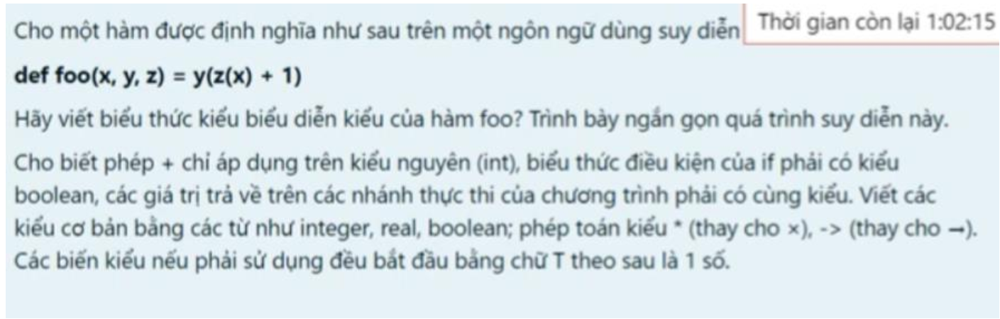 Cho một hàm được định nghĩa như sau trên một ngôn ngữ dùng suy diễn
Thời gian còn lại 1:02:15
def foo(x, y, z) = y(z(x) + 1)
Hãy viết biểu thức kiểu biểu diễn kiểu của hàm foo? Trình bày ngắn gọn quá trình suy diễn này.
Cho biết phép + chỉ áp dụng trên kiểu nguyên (int), biểu thức điều kiện của if phải có kiểu
boolean, các giá trị trả về trên các nhánh thực thi của chương trình phải có cùng kiểu. Viết các
kiểu cơ bản bằng các từ như integer, real, boolean; phép toán kiểu * (thay cho ×), -> (thay cho →).
Các biến kiểu nếu phải sử dụng đều bắt đầu bằng chữ T theo sau là 1 số.